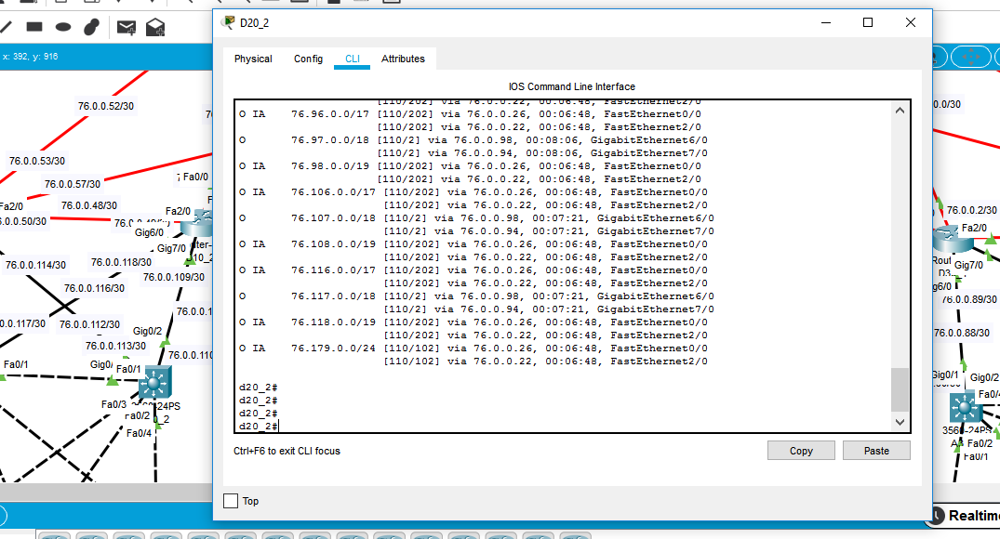 D20_2
x: 392, y: 916
Physical
Config
CLI
Attributes
IOS Command Line Interface
[110/202] via 76.0.0.22, 00:06:48, FastEthernet2/0
O IA    76.96.0.0/17 [110/202] via 76.0.0.26, 00:06:48, FastEthernet0/0
[110/202] via 76.0.0.22, 00:06:48, FastEthernet2/0
O       76.97.0.0/18 [110/2] via 76.0.0.98, 00:08:06, GigabitEthernet6/0
[110/2] via 76.0.0.94, 00:08:06, GigabitEthernet7/0
O IA    76.98.0.0/19 [110/202] via 76.0.0.26, 00:06:48, FastEthernet0/0
[110/202] via 76.0.0.22, 00:06:48, FastEthernet2/0
O IA    76.106.0.0/17 [110/202] via 76.0.0.26, 00:06:48, FastEthernet0/0
[110/202] via 76.0.0.22, 00:06:48, FastEthernet2/0
O       76.107.0.0/18 [110/2] via 76.0.0.98, 00:07:21, GigabitEthernet6/0
[110/2] via 76.0.0.94, 00:07:21, GigabitEthernet7/0
O IA    76.108.0.0/19 [110/202] via 76.0.0.26, 00:06:48, FastEthernet0/0
[110/202] via 76.0.0.22, 00:06:48, FastEthernet2/0
O IA    76.116.0.0/17 [110/202] via 76.0.0.26, 00:06:48, FastEthernet0/0
[110/202] via 76.0.0.22, 00:06:48, FastEthernet2/0
O       76.117.0.0/18 [110/2] via 76.0.0.98, 00:07:21, GigabitEthernet6/0
[110/2] via 76.0.0.94, 00:07:21, GigabitEthernet7/0
O IA    76.118.0.0/19 [110/202] via 76.0.0.26, 00:06:48, FastEthernet0/0
[110/202] via 76.0.0.22, 00:06:48, FastEthernet2/0
O IA    76.179.0.0/24 [110/102] via 76.0.0.26, 00:06:48, FastEthernet0/0
[110/102] via 76.0.0.22, 00:06:48, FastEthernet2/0
d20_2#
d20_2#
d20_2#
d20_2#
Ctrl+F6 to exit CLI focus
Copy
Paste
Top
76.0.0.52/30
76.0.0.53/30
76.0.0.57/30
Fa0/0
Fa2/0
76.0.0.48/30
Fa2/0
.0.50/30
Gig6/0
Gig7/0
76.0.0.114/30
76.0.0.118/30
76.0.0.109/30
76.0.0.116/30
0.117/30
76.0.0.112/30
Gig0/2
76.0.0.113/30
76.0.0.110
Fa0/1
Gig0/
Fa0/1
Fa0/3
24PS
Fa0/2
_2
Fa0/4
.0/30
76.0.0.2/30
Fa2/0
Rout
Gig7/0
D3
g6/0
76.0.0.89/30
76.0.0.88/30
Gig0/1
Gig0/2
Fa0/4
3560-24PS
Fa0/2
Fa0/1
Realtime